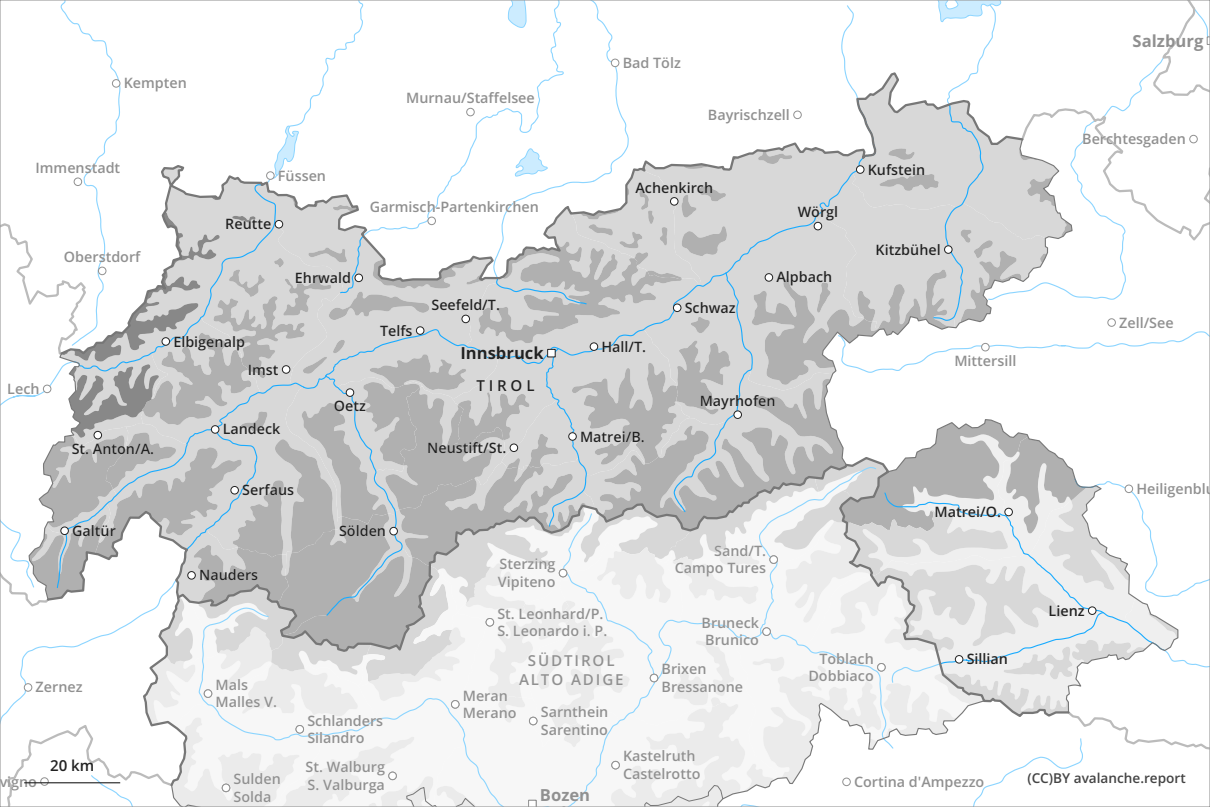 Salzburg
Bad Tölz
Kempten
Murnau/Staffelsee
Bayrischzell
Berchtesgaden
Immenstadt
Füssen
Kufstein
Achenkirch
Garmisch-Partenkirchen
Wörgl
Reutte
Kitzbühel
Oberstdorf
Ehrwald
Alpbach
Seefeld/T.
Schwaz
Telfs
Zell/See
Elbigenalp
Innsbruck
Hall/T.
Mittersill
Imst
TIROL
Lech
Oetz
Mayrhofen
Landeck
Matrei/B.
St. Anton/A.
Neustift/St.
Serfaus
Heiligenblu
Matrei/O.
Galtür
Sölden
Sand/T.
Campo Tures
Sterzing
Vipiteno
Nauders
St. Leonhard/P.
S. Leonardo i. P.
Lienz
Bruneck
Brunico
SÜDTIROL
ALTO ADIGE
Toblach
Dobbiaco
Sillian
Brixen
Bressanone
Zernez
Mals
Malles V.
Meran
Merano
Sarnthein
Sarentino
Schlanders
Silandro
Kastelruth
Castelrotto
St. Walburg
S. Valburga
20 km
vigno
Sulden
Solda
Cortina d'Ampezzo
(CC)BY avalanche.report
Bozen